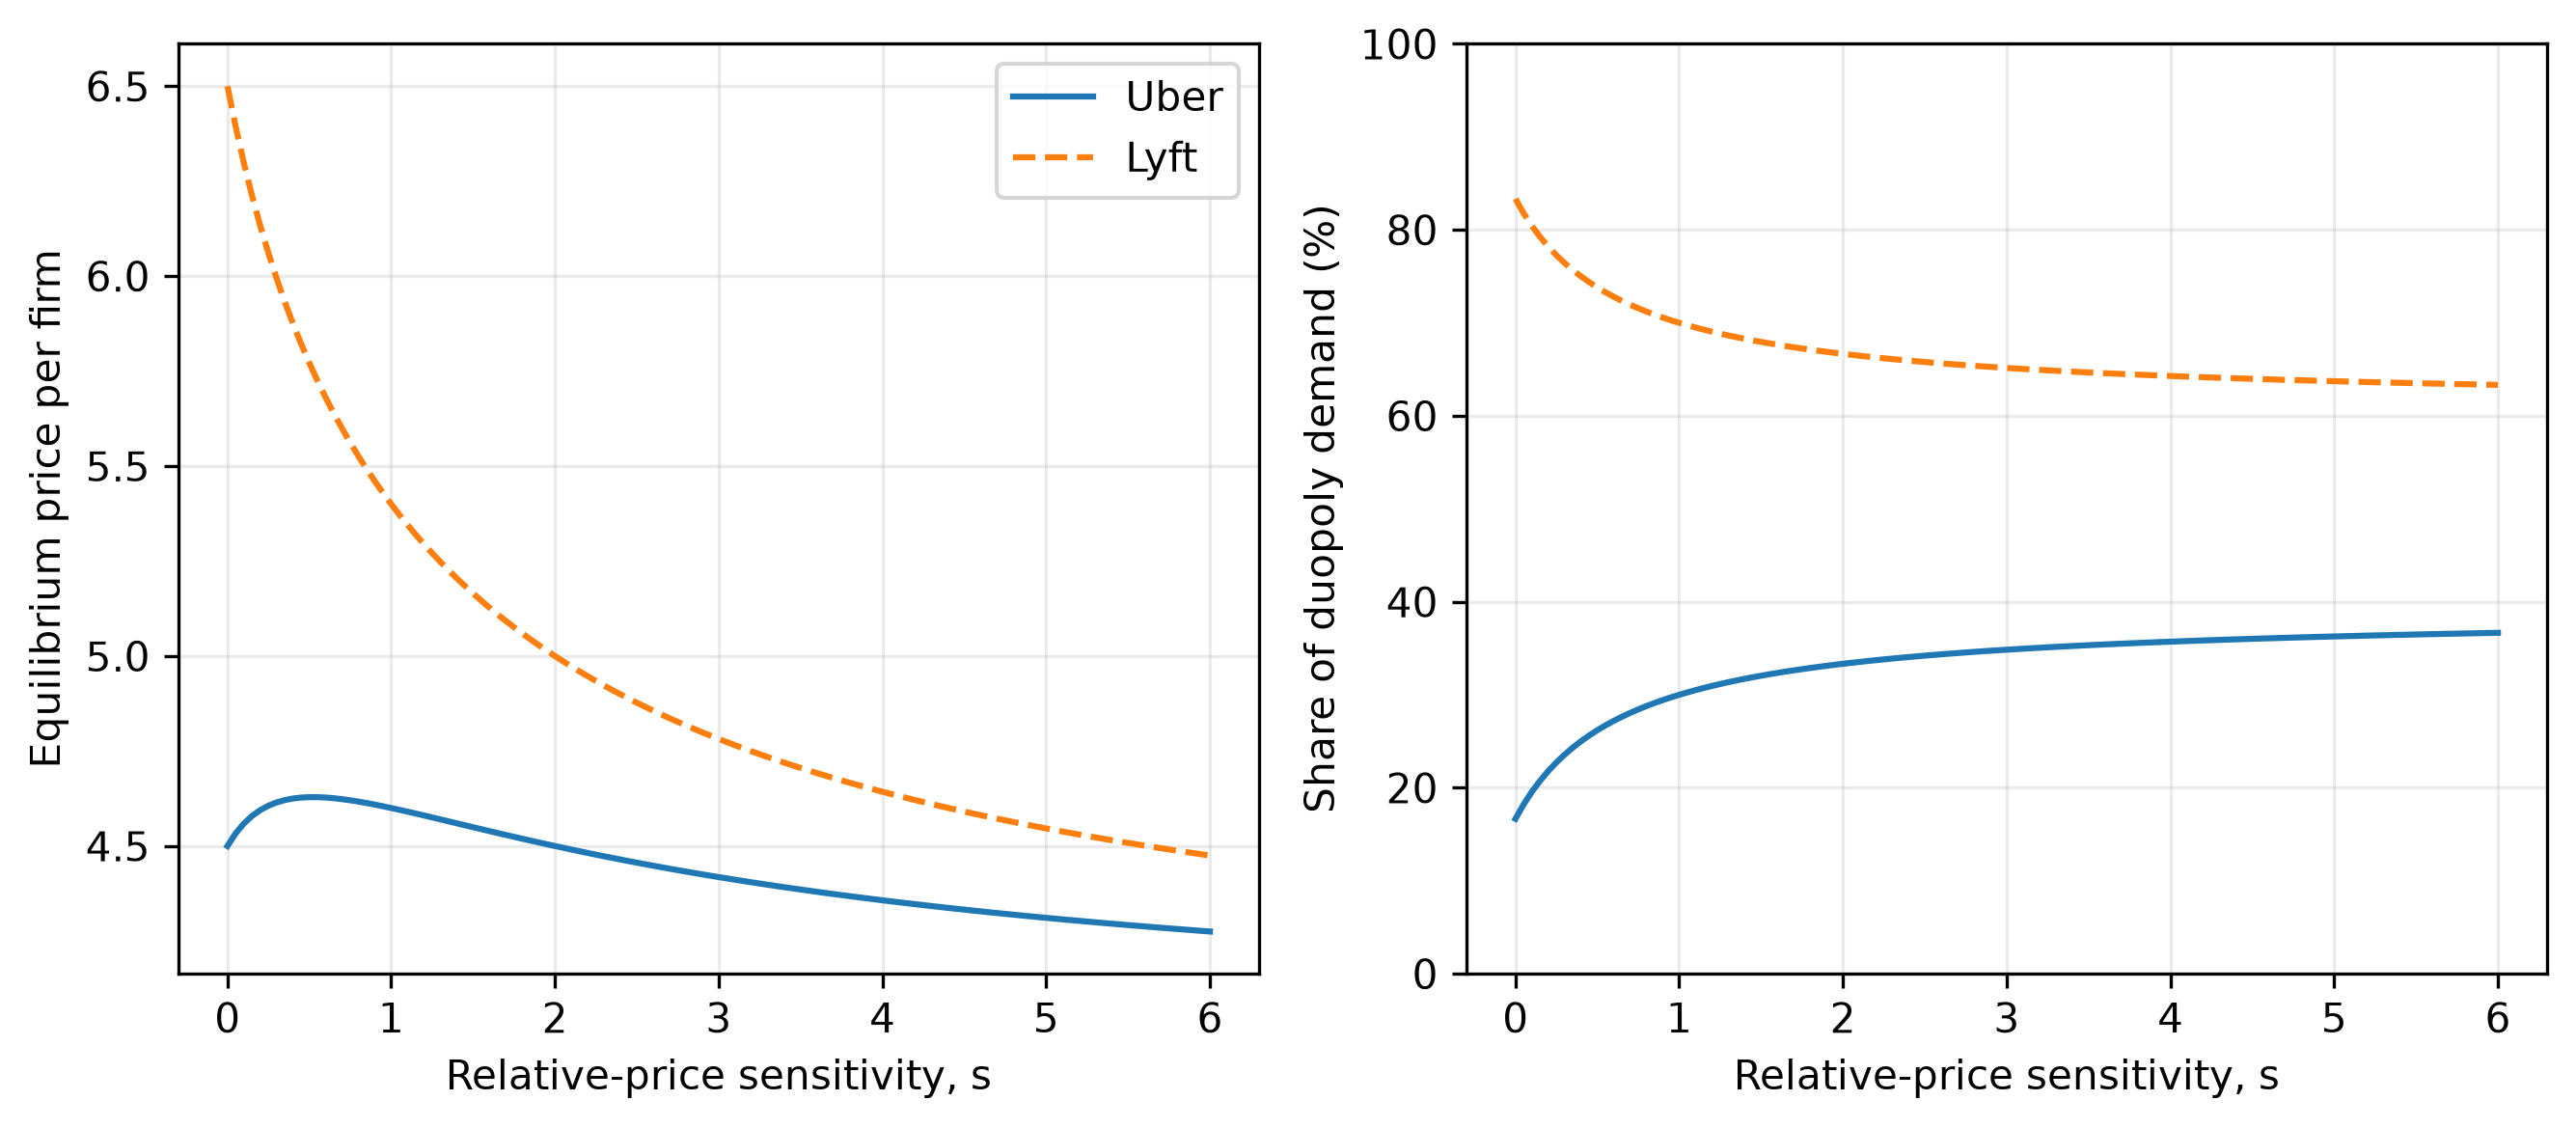 Equilibrium price per firm
6.5
6.0
5.5
5.0
4.5
0 1 2 3 4 5 6
Relative-price sensitivity, s
Uber
Lyft
Share of duopoly demand (%)
100
80
60
40
20
0
0 1 2 3 4 5 6
Relative-price sensitivity, s